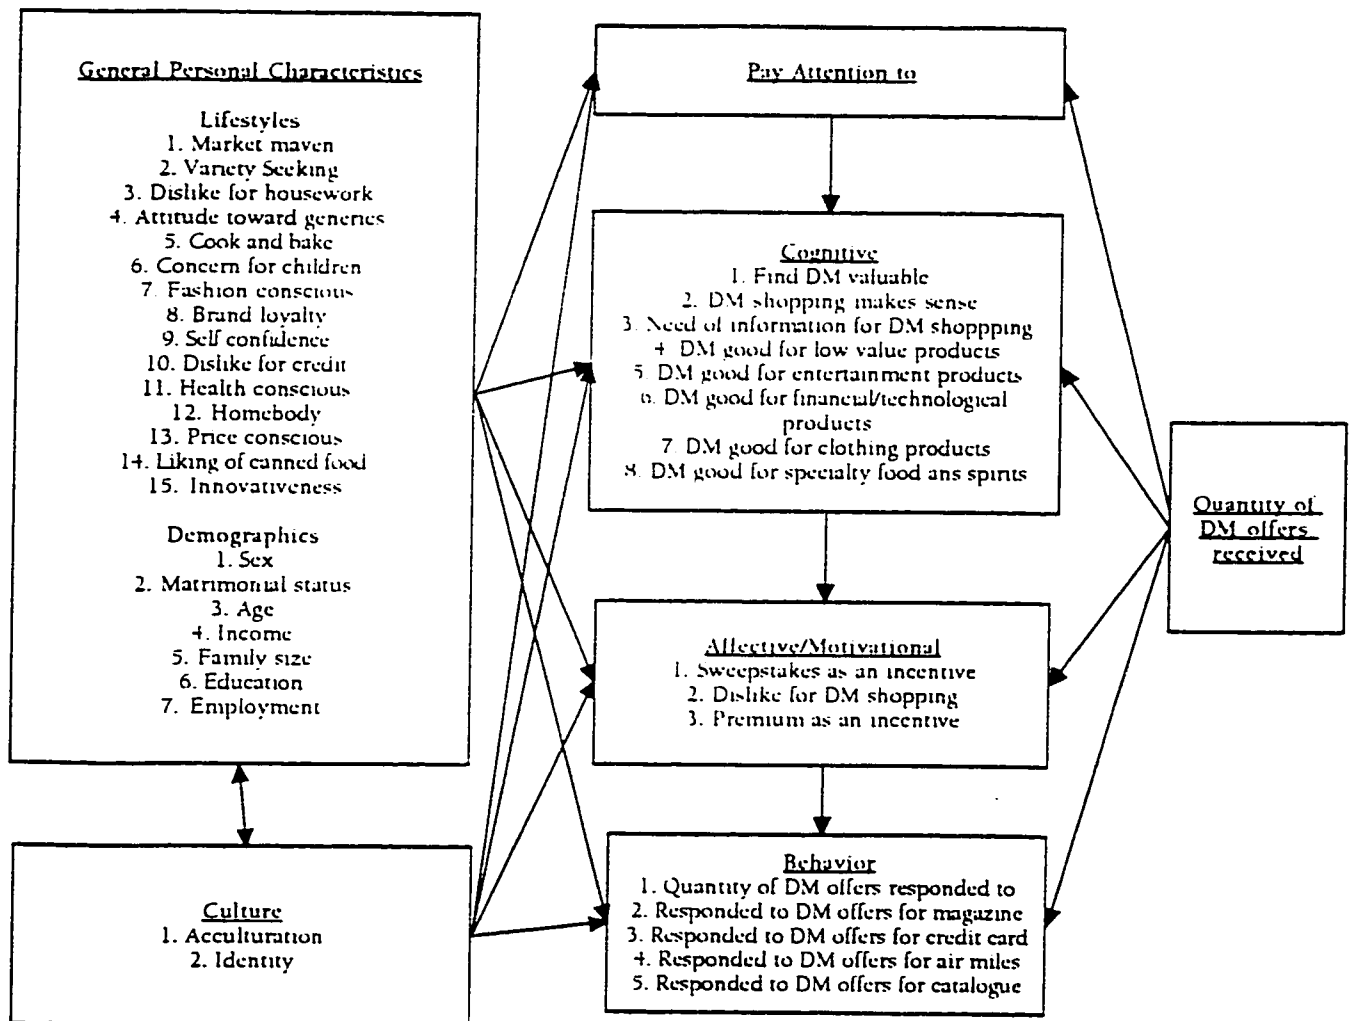 General Personal Characteristics
Lifestyles
1. Market maven
2. Variety Seeking
3. Dislike for housework
4. Attitude toward generics
5. Cook and bake
6. Concern for children
7. Fashion conscious
8. Brand loyalty
9. Self confidence
10. Dislike for credit
11. Health conscious
12. Homebody
13. Price conscious
14. Liking of canned food
15. Innovativeness
Demographics
1. Sex
2. Matrimonial status
3. Age
4. Income
5. Family size
6. Education
7. Employment
Culture
1. Acculturation
2. Identity
Pay Attention to
Cognitive
1. Find DM valuable
2. DM shopping makes sense
3. Need of information for DM shoppping
4. DM good for low value products
5. DM good for entertainment products
6. DM good for financial/technological
products
7. DM good for clothing products
8. DM good for specialty food ans spirits
Affective/Motivational
1. Sweepstakes as an incentive
2. Dislike for DM shopping
3. Premium as an incentive
Behavior
1. Quantity of DM offers responded to
2. Responded to DM offers for magazine
3. Responded to DM offers for credit card
4. Responded to DM offers for air miles
5. Responded to DM offers for catalogue
Quantity of
DM offers
received